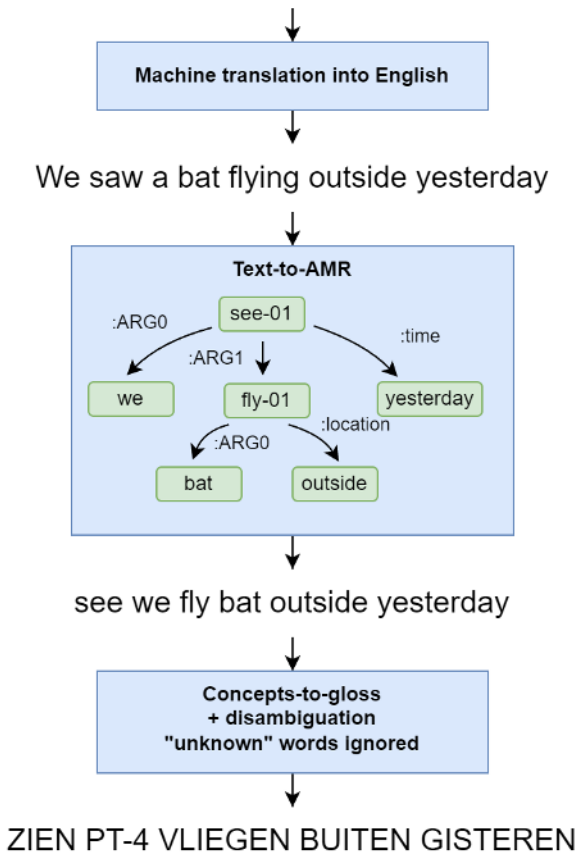 Machine translation into English
We saw a bat flying outside yesterday
Text-to-AMR
see-01
:ARG0
:ARG1
:time
we
fly-01
yesterday
:ARG0
:location
bat
outside
see we fly bat outside yesterday
Concepts-to-gloss
+ disambiguation
"unknown" words ignored
ZIEN PT-4 VLIEGEN BUITEN GISTEREN